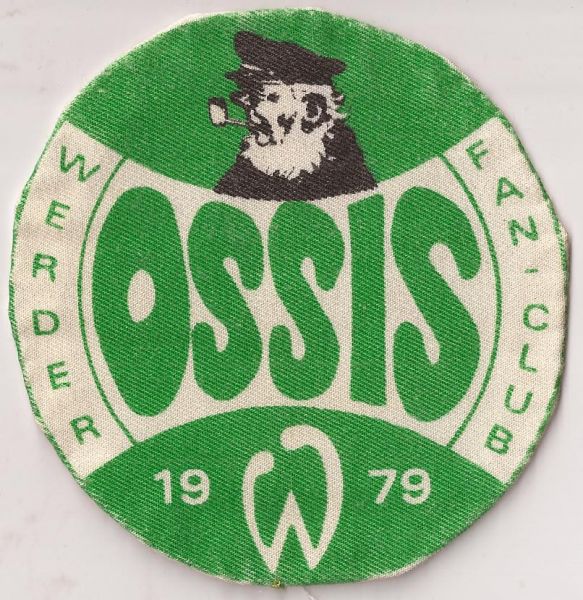 WERDER
OSSIS
FAN-CLUB
19 W 79